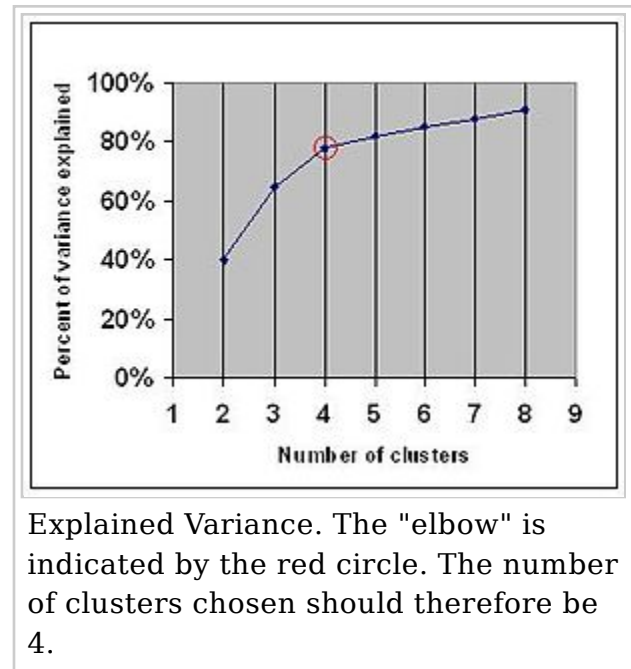 Percent of variance explained
100%
80%
60%
40%
20%
0%
1 2 3 4 5 6 7 8 9
Number of clusters
Explained Variance. The "elbow" is
indicated by the red circle. The number
of clusters chosen should therefore be
4.